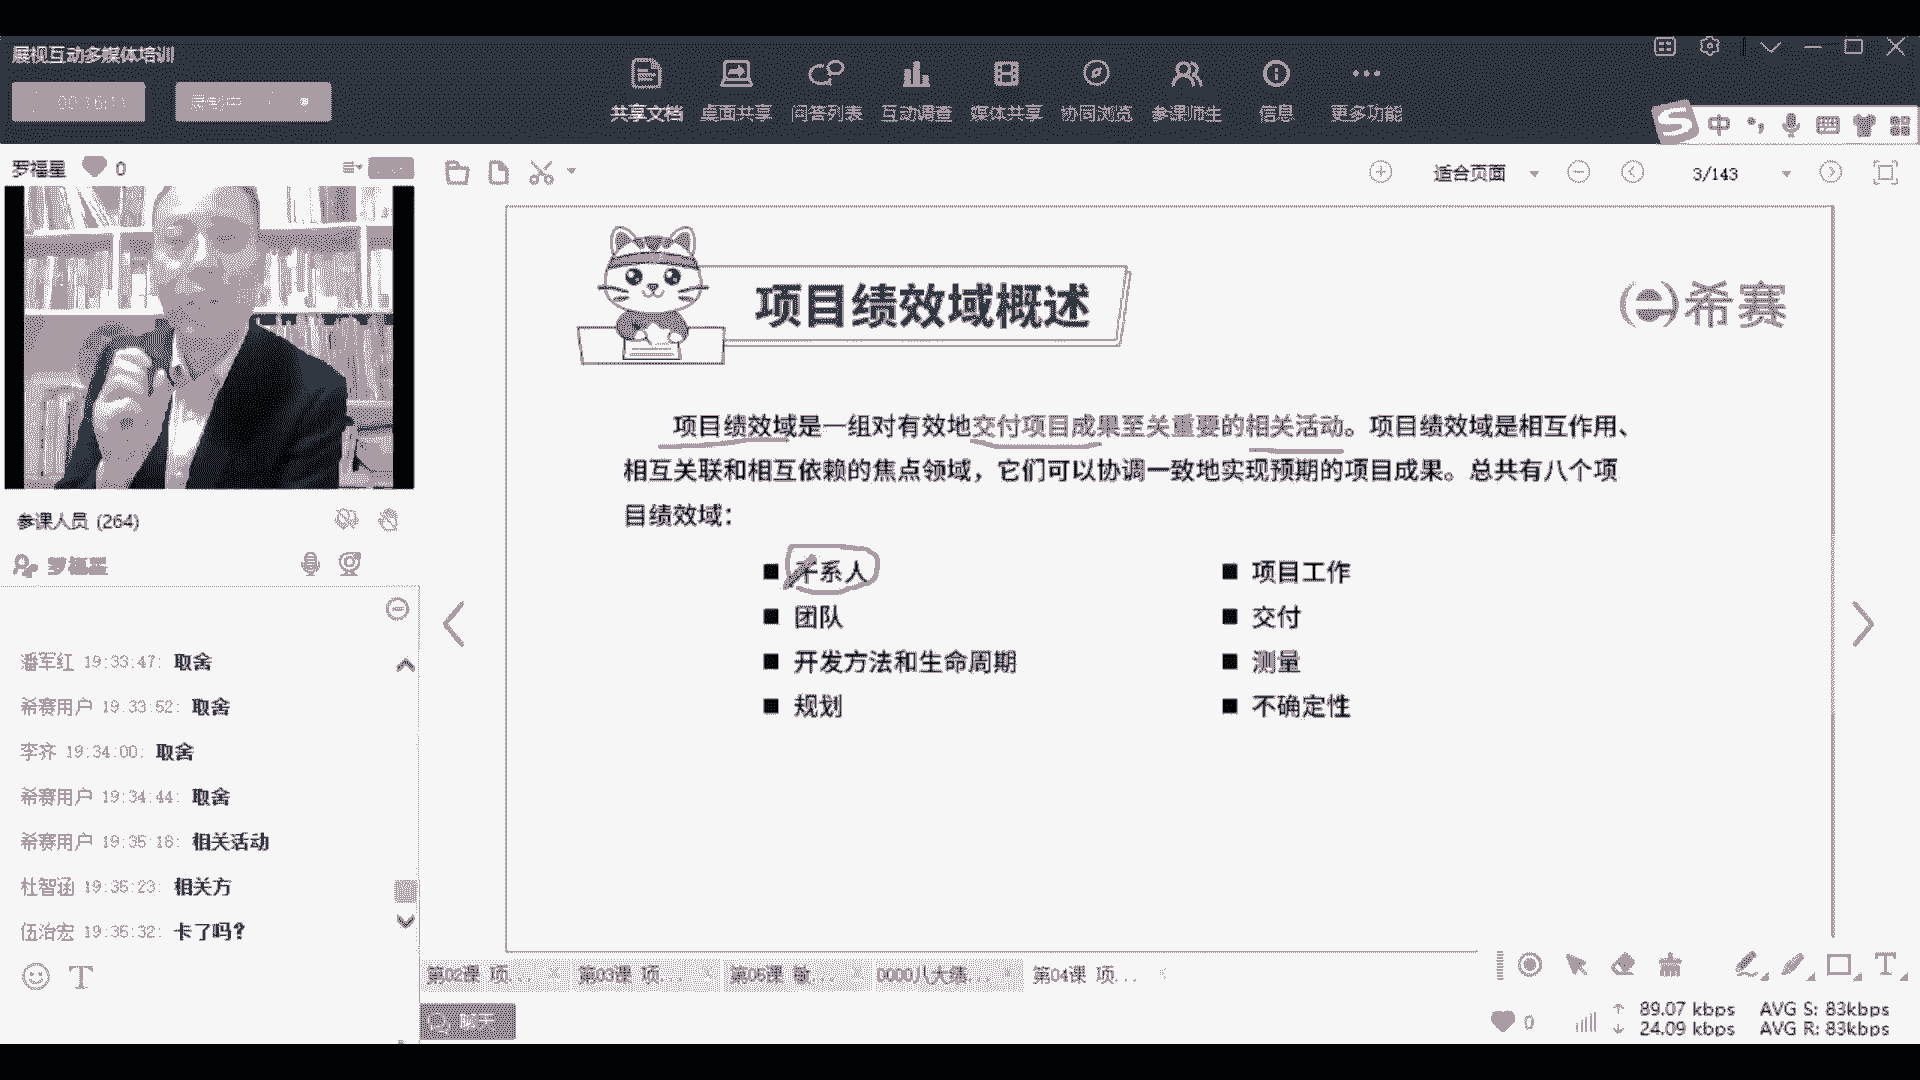 展视互动多媒体培训
00:16:11
录制中
共享文档 桌面共享 问答列表 互动调查 媒体共享 协同浏览 参课师生 信息 更多功能
中
罗福星 0
适合页面 3/143
项目绩效域概述
希赛
项目绩效域是一组对有效地交付项目成果至关重要的相关活动。项目绩效域是相互作用、
相互关联和相互依赖的焦点领域，它们可以协调一致地实现预期的项目成果。总共有八个项
目绩效域：
干系人
团队
开发方法和生命周期
规划
项目工作
交付
测量
不确定性
参课人员 (264)
罗福星
潘军红 19:33:47: 取舍
希赛用户 19:33:52: 取舍
李齐 19:34:00: 取舍
希赛用户 19:34:44: 取舍
希赛用户 19:35:18: 相关活动
杜智涵 19:35:23: 相关方
伍治宏 19:35:32: 卡了吗？
第02课 项... 第03课 项... 第05课 敏... 0000八大绩... 第04课 项...
聊天
0
89.07 kbps AVG S: 83kbps
24.09 kbps AVG R: 83kbps